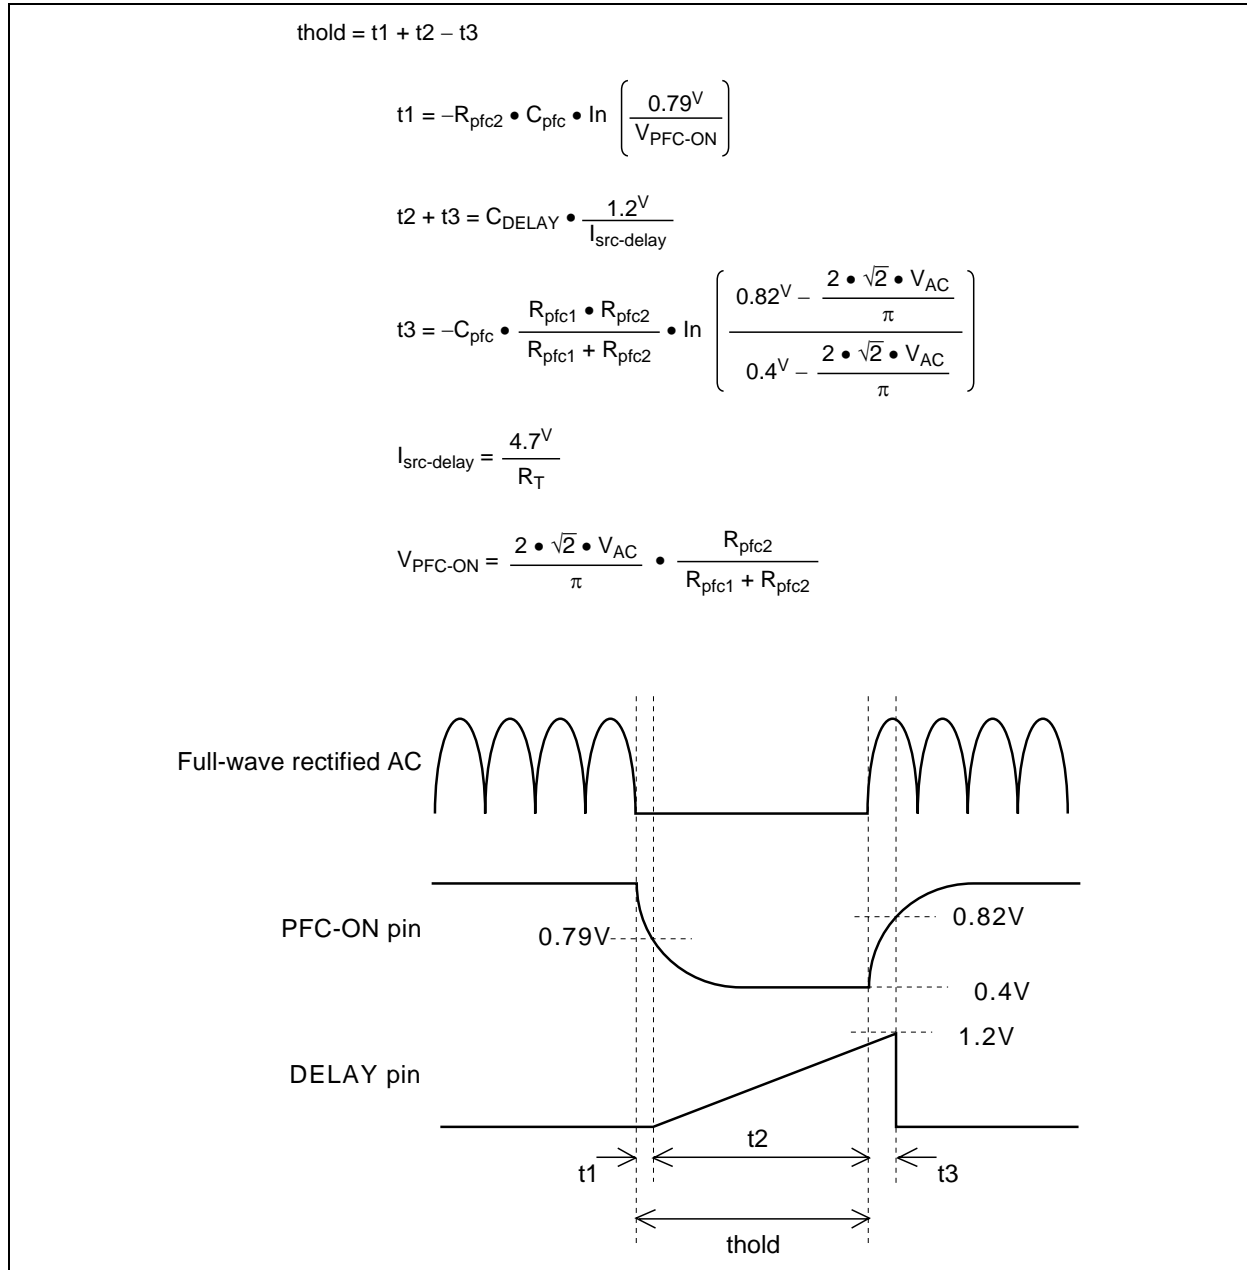 thold = t1 + t2 − t3
t1 = −Rpfc2 • Cpfc • In (0.79V / VPFC-ON)
t2 + t3 = CDELAY • 1.2V / Isrc-delay
t3 = −Cpfc • Rpfc1 • Rpfc2 / Rpfc1 + Rpfc2 • In (0.82V − 2 • √2 • VAC / π / 0.4V − 2 • √2 • VAC / π)
Isrc-delay = 4.7V / RT
VPFC-ON = 2 • √2 • VAC / π • Rpfc2 / Rpfc1 + Rpfc2
Full-wave rectified AC
PFC-ON pin
0.79V
0.82V
0.4V
1.2V
DELAY pin
t1
t2
t3
thold